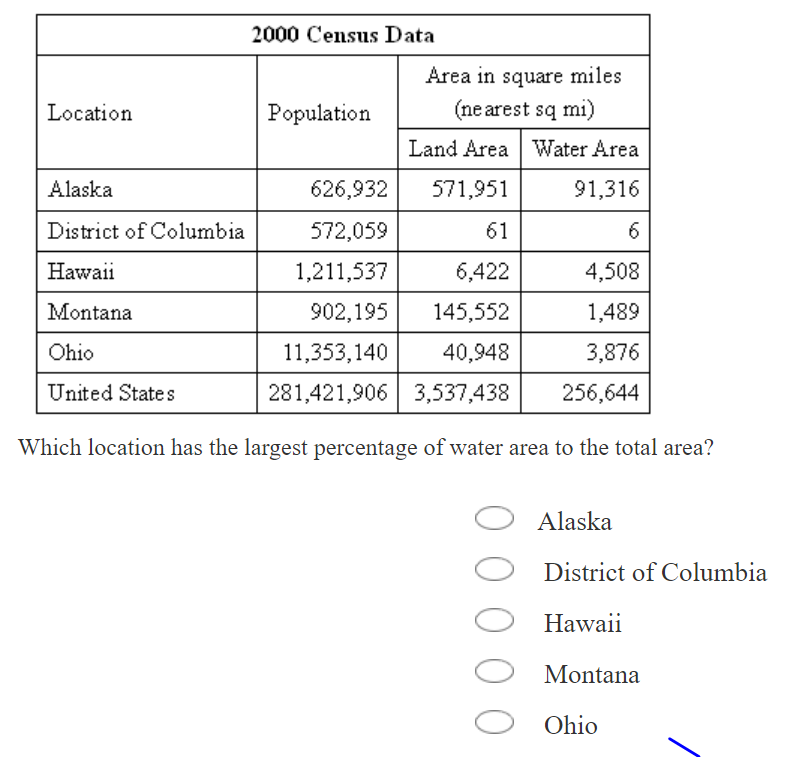 2000 Census Data
Location Population Area in square miles
(nearest sq mi)
Land Area Water Area
Alaska 626,932 571,951 91,316
District of Columbia 572,059 61 6
Hawaii 1,211,537 6,422 4,508
Montana 902,195 145,552 1,489
Ohio 11,353,140 40,948 3,876
United States 281,421,906 3,537,438 256,644
Which location has the largest percentage of water area to the total area?
Alaska
District of Columbia
Hawaii
Montana
Ohio